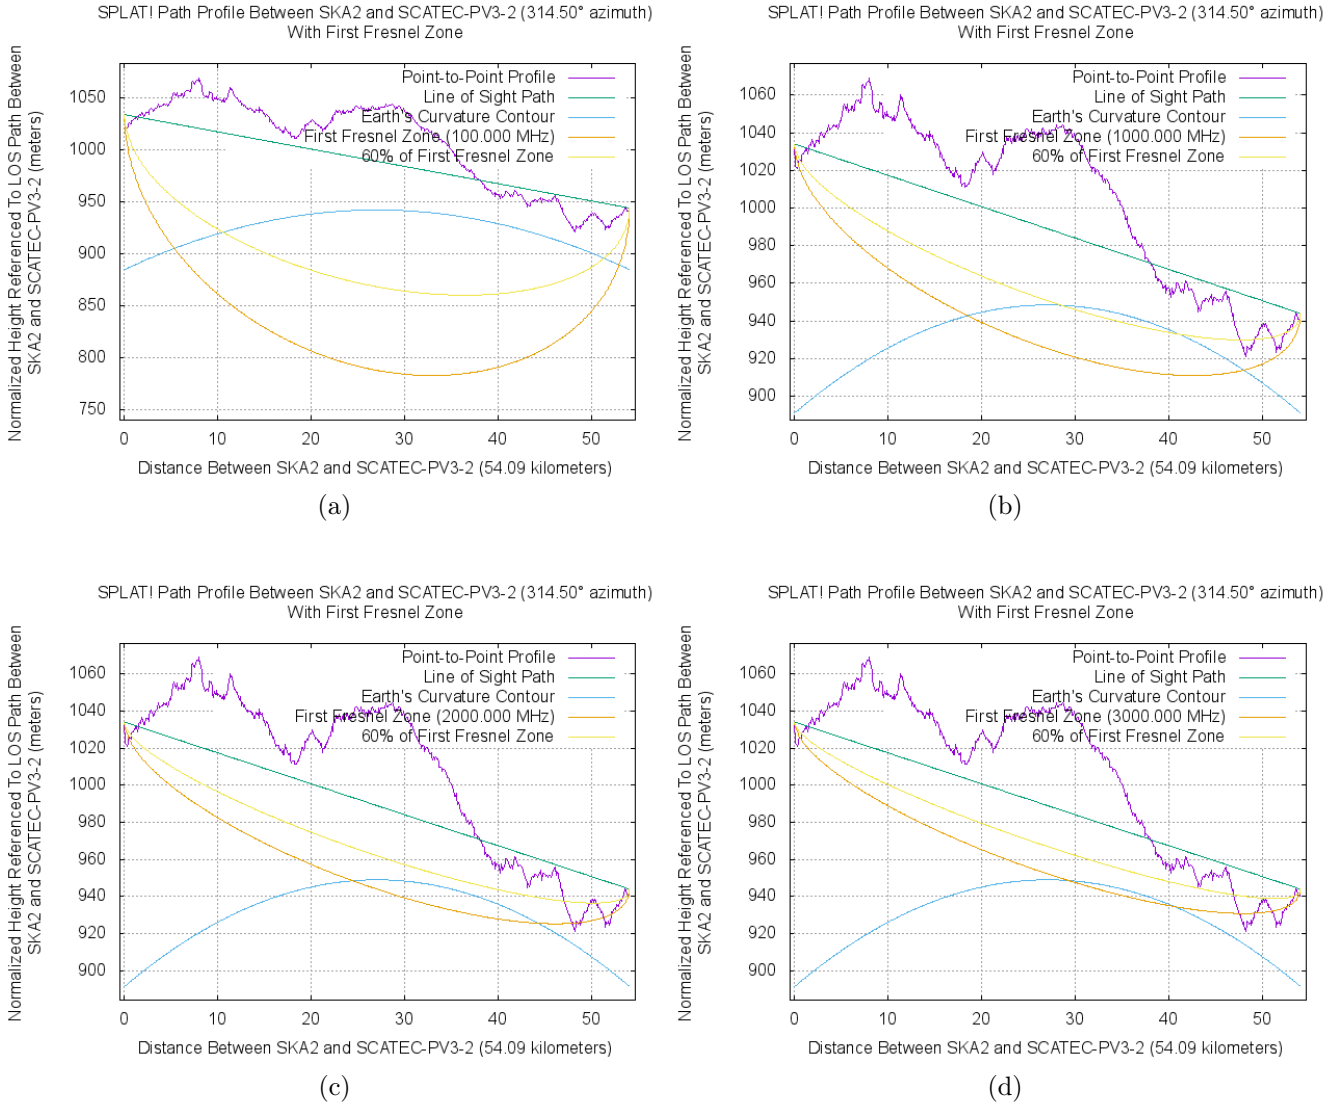 SPLAT! Path Profile Between SKA2 and SCATEC-PV3-2 (314.50° azimuth)
With First Fresnel Zone
Normalized Height Referenced To LOS Path Between
SKA2 and SCATEC-PV3-2 (meters)
Point-to-Point Profile
Line of Sight Path
Earth's Curvature Contour
First Fresnel Zone (100.000 MHz)
60% of First Fresnel Zone
1050
1000
950
900
850
800
750
0 10 20 30 40 50
Distance Between SKA2 and SCATEC-PV3-2 (54.09 kilometers)
(a)
SPLAT! Path Profile Between SKA2 and SCATEC-PV3-2 (314.50° azimuth)
With First Fresnel Zone
Normalized Height Referenced To LOS Path Between
SKA2 and SCATEC-PV3-2 (meters)
Point-to-Point Profile
Line of Sight Path
Earth's Curvature Contour
First Fresnel Zone (1000.000 MHz)
60% of First Fresnel Zone
1060
1040
1020
1000
980
960
940
920
900
0 10 20 30 40 50
Distance Between SKA2 and SCATEC-PV3-2 (54.09 kilometers)
(b)
SPLAT! Path Profile Between SKA2 and SCATEC-PV3-2 (314.50° azimuth)
With First Fresnel Zone
Normalized Height Referenced To LOS Path Between
SKA2 and SCATEC-PV3-2 (meters)
Point-to-Point Profile
Line of Sight Path
Earth's Curvature Contour
First Fresnel Zone (2000.000 MHz)
60% of First Fresnel Zone
1060
1040
1020
1000
980
960
940
920
900
0 10 20 30 40 50
Distance Between SKA2 and SCATEC-PV3-2 (54.09 kilometers)
(c)
SPLAT! Path Profile Between SKA2 and SCATEC-PV3-2 (314.50° azimuth)
With First Fresnel Zone
Normalized Height Referenced To LOS Path Between
SKA2 and SCATEC-PV3-2 (meters)
Point-to-Point Profile
Line of Sight Path
Earth's Curvature Contour
First Fresnel Zone (3000.000 MHz)
60% of First Fresnel Zone
1060
1040
1020
1000
980
960
940
920
900
0 10 20 30 40 50
Distance Between SKA2 and SCATEC-PV3-2 (54.09 kilometers)
(d)